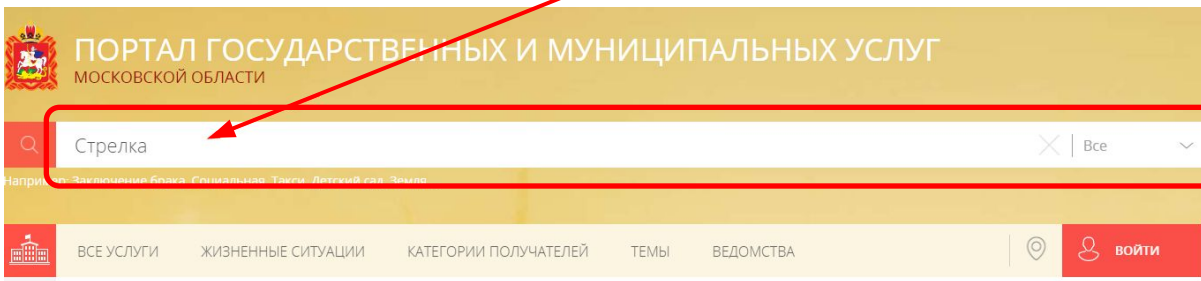 ПОРТАЛ ГОСУДАРСТВЕННЫХ И МУНИЦИПАЛЬНЫХ УСЛУГ
МОСКОВСКОЙ ОБЛАСТИ
Стрелка
Все
Например: Заключение брака, Социальная, Такси, Детский сад, Земля
ВСЕ УСЛУГИ ЖИЗНЕННЫЕ СИТУАЦИИ КАТЕГОРИИ ПОЛУЧАТЕЛЕЙ ТЕМЫ ВЕДОМСТВА ВОЙТИ